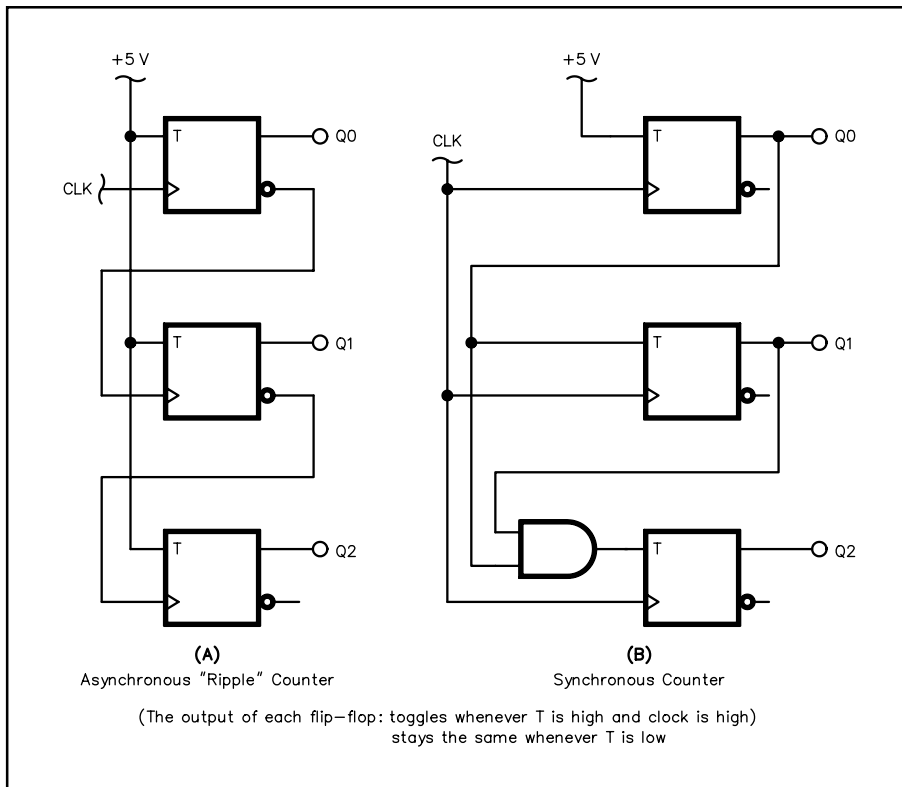 +5 V
T
Q0
CLK
T
Q1
T
Q2
(A)
Asynchronous "Ripple" Counter
+5 V
CLK
T
Q0
T
Q1
T
Q2
(B)
Synchronous Counter
(The output of each flip-flop: toggles whenever T is high and clock is high)
stays the same whenever T is low